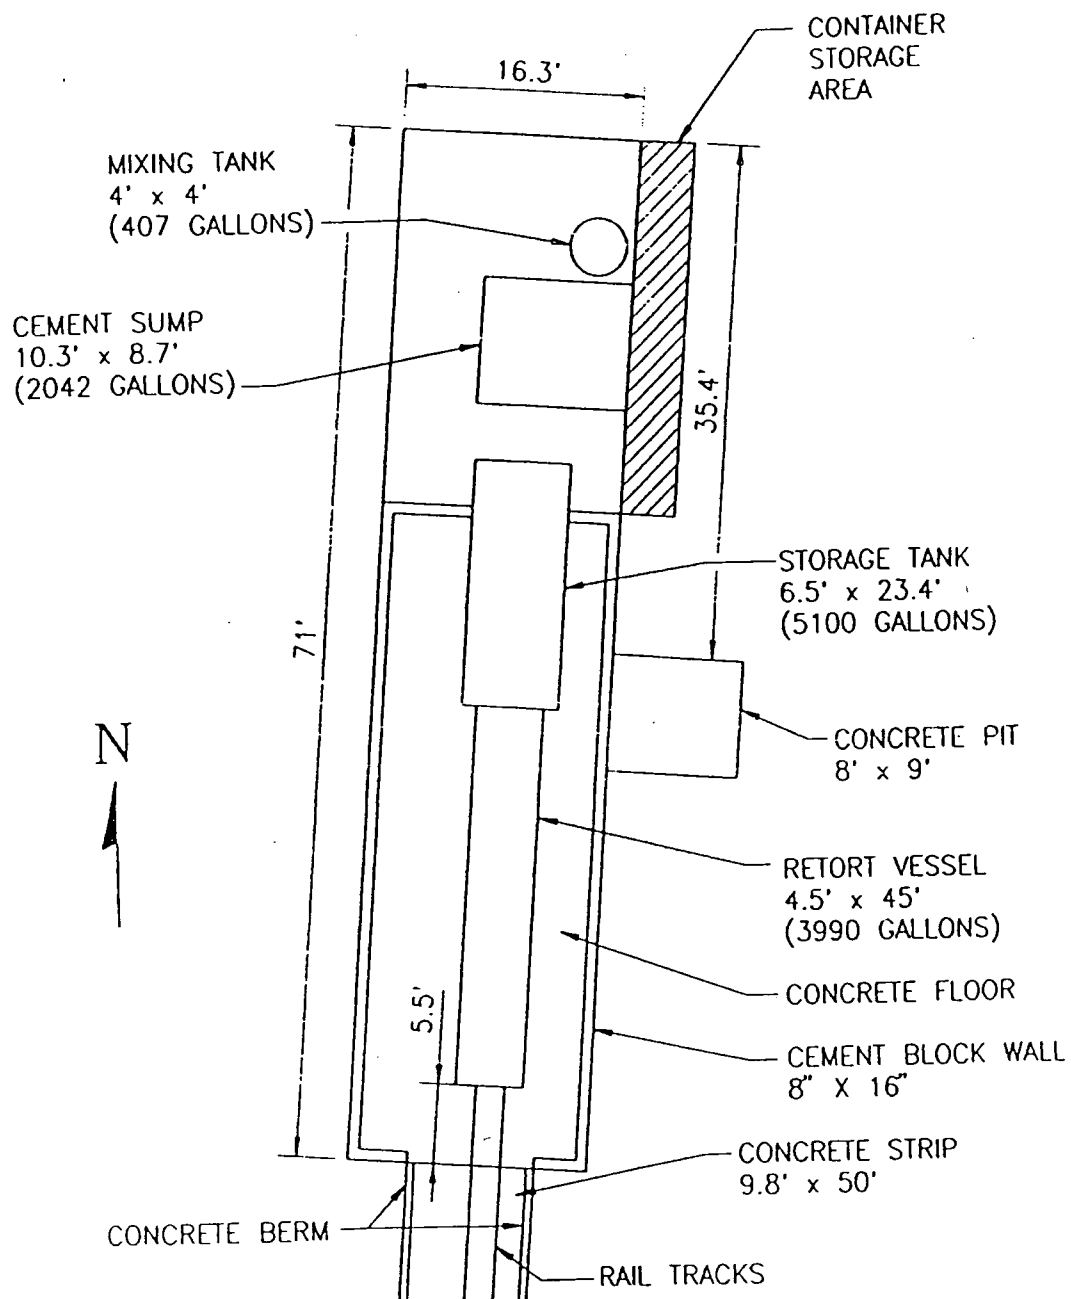 CONTAINER
STORAGE
AREA
16.3'
MIXING TANK
4' x 4'
(407 GALLONS)
CEMENT SUMP
10.3' x 8.7'
(2042 GALLONS)
35.4'
STORAGE TANK
6.5' x 23.4'
(5100 GALLONS)
71'
N
CONCRETE PIT
8' x 9'
RETORT VESSEL
4.5' x 45'
(3990 GALLONS)
5.5'
CONCRETE FLOOR
CEMENT BLOCK WALL
8" X 16"
CONCRETE STRIP
9.8' x 50'
CONCRETE BERM
RAIL TRACKS